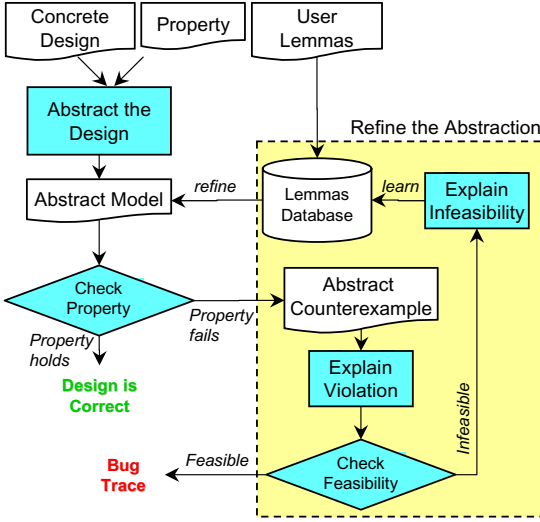 Concrete
Design
Property
User
Lemmas
Abstract the
Design
Refine the Abstraction
Abstract Model
refine
Lemmas
Database
learn
Explain
Infeasibility
Check
Property
Property
holds
Property
fails
Abstract
Counterexample
Design is
Correct
Explain
Violation
Infeasible
Bug
Trace
Feasible
Check
Feasibility